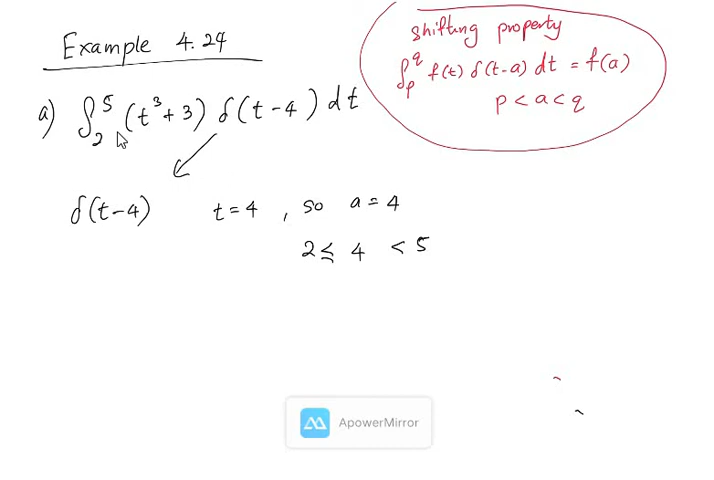 Example 4.24
shifting property
∫_p^q f(t) δ(t-a) dt = f(a)
p < a < q
a) ∫_2^5 (t³+3) δ(t-4) dt
δ(t-4) t=4 , so a=4
2 ≤ 4 < 5
ApowerMirror